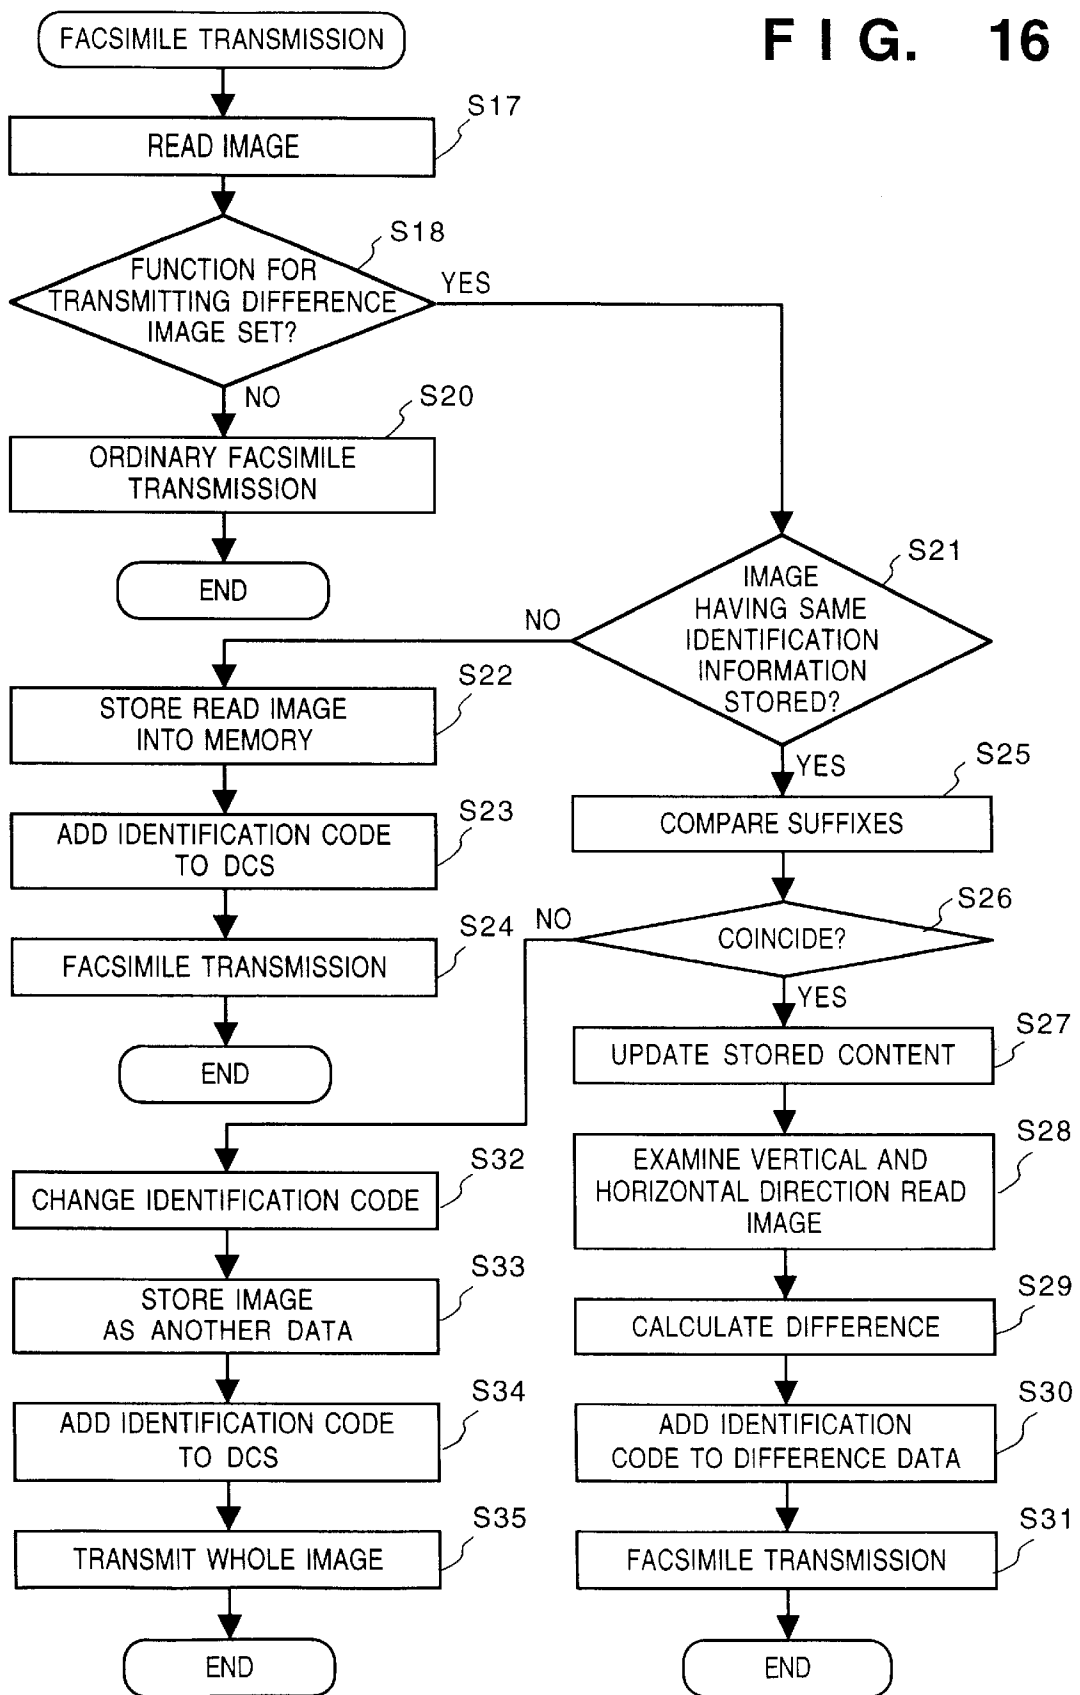 FIG. 16
FACSIMILE TRANSMISSION
S17
READ IMAGE
S18
FUNCTION FOR
TRANSMITTING DIFFERENCE
IMAGE SET?
YES
NO
S20
ORDINARY FACSIMILE
TRANSMISSION
END
S21
IMAGE
HAVING SAME
IDENTIFICATION
INFORMATION
STORED?
NO
YES
S22
STORE READ IMAGE
INTO MEMORY
S23
ADD IDENTIFICATION CODE
TO DCS
S24
FACSIMILE TRANSMISSION
END
S25
COMPARE SUFFIXES
S26
COINCIDE?
NO
YES
S27
UPDATE STORED CONTENT
S28
EXAMINE VERTICAL AND
HORIZONTAL DIRECTION READ
IMAGE
S29
CALCULATE DIFFERENCE
S30
ADD IDENTIFICATION
CODE TO DIFFERENCE DATA
S31
FACSIMILE TRANSMISSION
END
S32
CHANGE IDENTIFICATION CODE
S33
STORE IMAGE
AS ANOTHER DATA
S34
ADD IDENTIFICATION CODE
TO DCS
S35
TRANSMIT WHOLE IMAGE
END